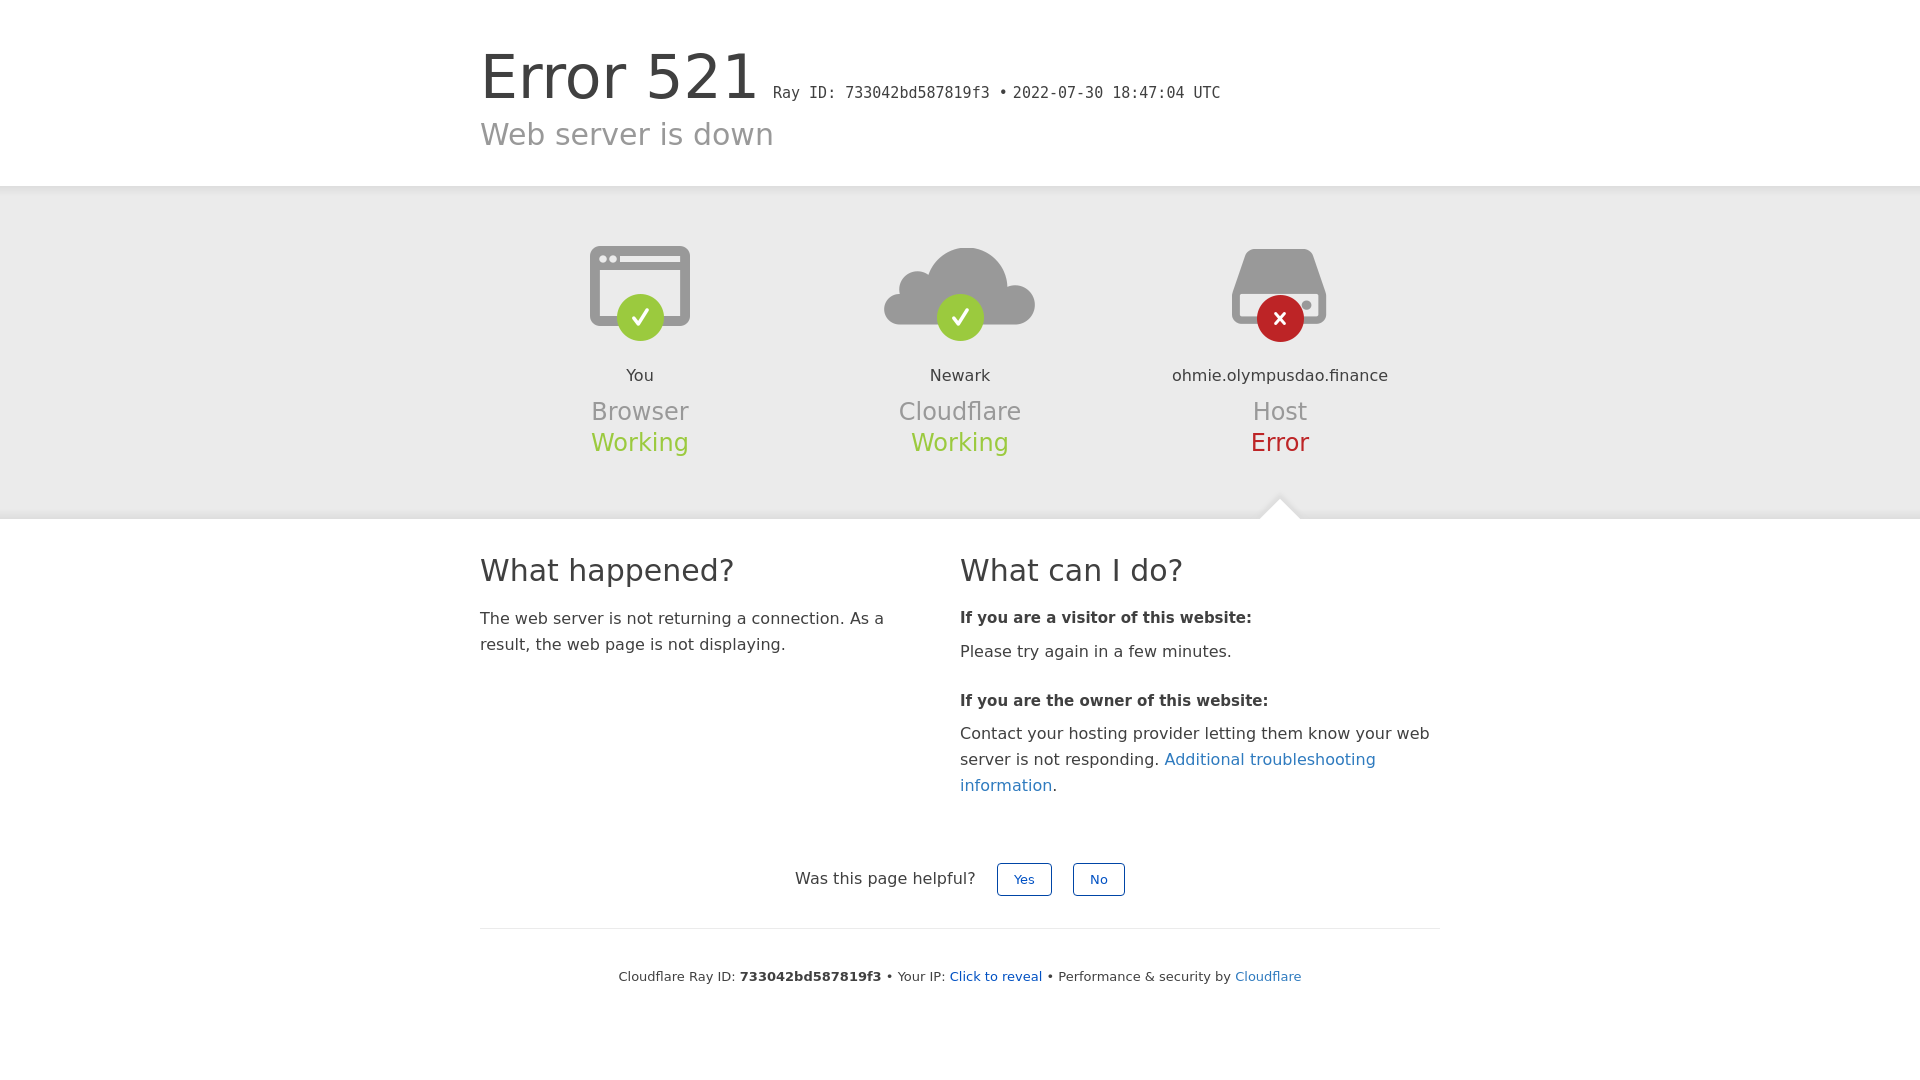 Error 521 Ray ID: 733042bd587819f3 • 2022-07-30 18:47:04 UTC
Web server is down
You
Browser
Working
Newark
Cloudflare
Working
ohmie.olympusdao.finance
Host
Error
What happened?
The web server is not returning a connection. As a
result, the web page is not displaying.
What can I do?
If you are a visitor of this website:
Please try again in a few minutes.
If you are the owner of this website:
Contact your hosting provider letting them know your web
server is not responding. Additional troubleshooting
information.
Was this page helpful? Yes No
Cloudflare Ray ID: 733042bd587819f3 • Your IP: Click to reveal • Performance & security by Cloudflare